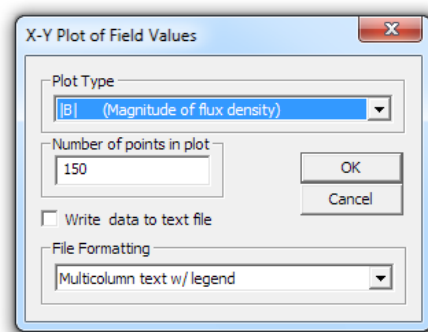 X-Y Plot of Field Values
Plot Type
|B| (Magnitude of flux density)
Number of points in plot
150
OK
Cancel
Write data to text file
File Formatting
Multicolumn text w/ legend